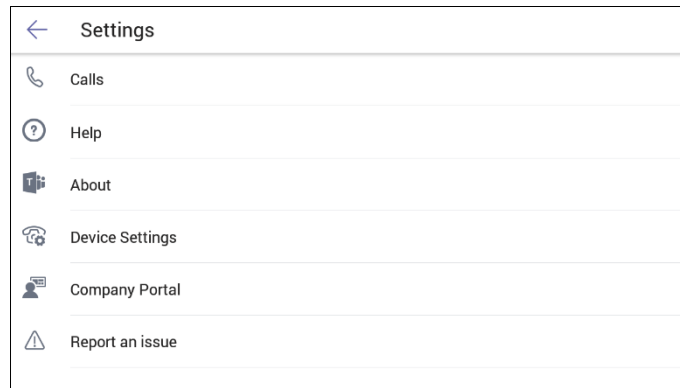 Settings
Calls
Help
About
Device Settings
Company Portal
Report an issue